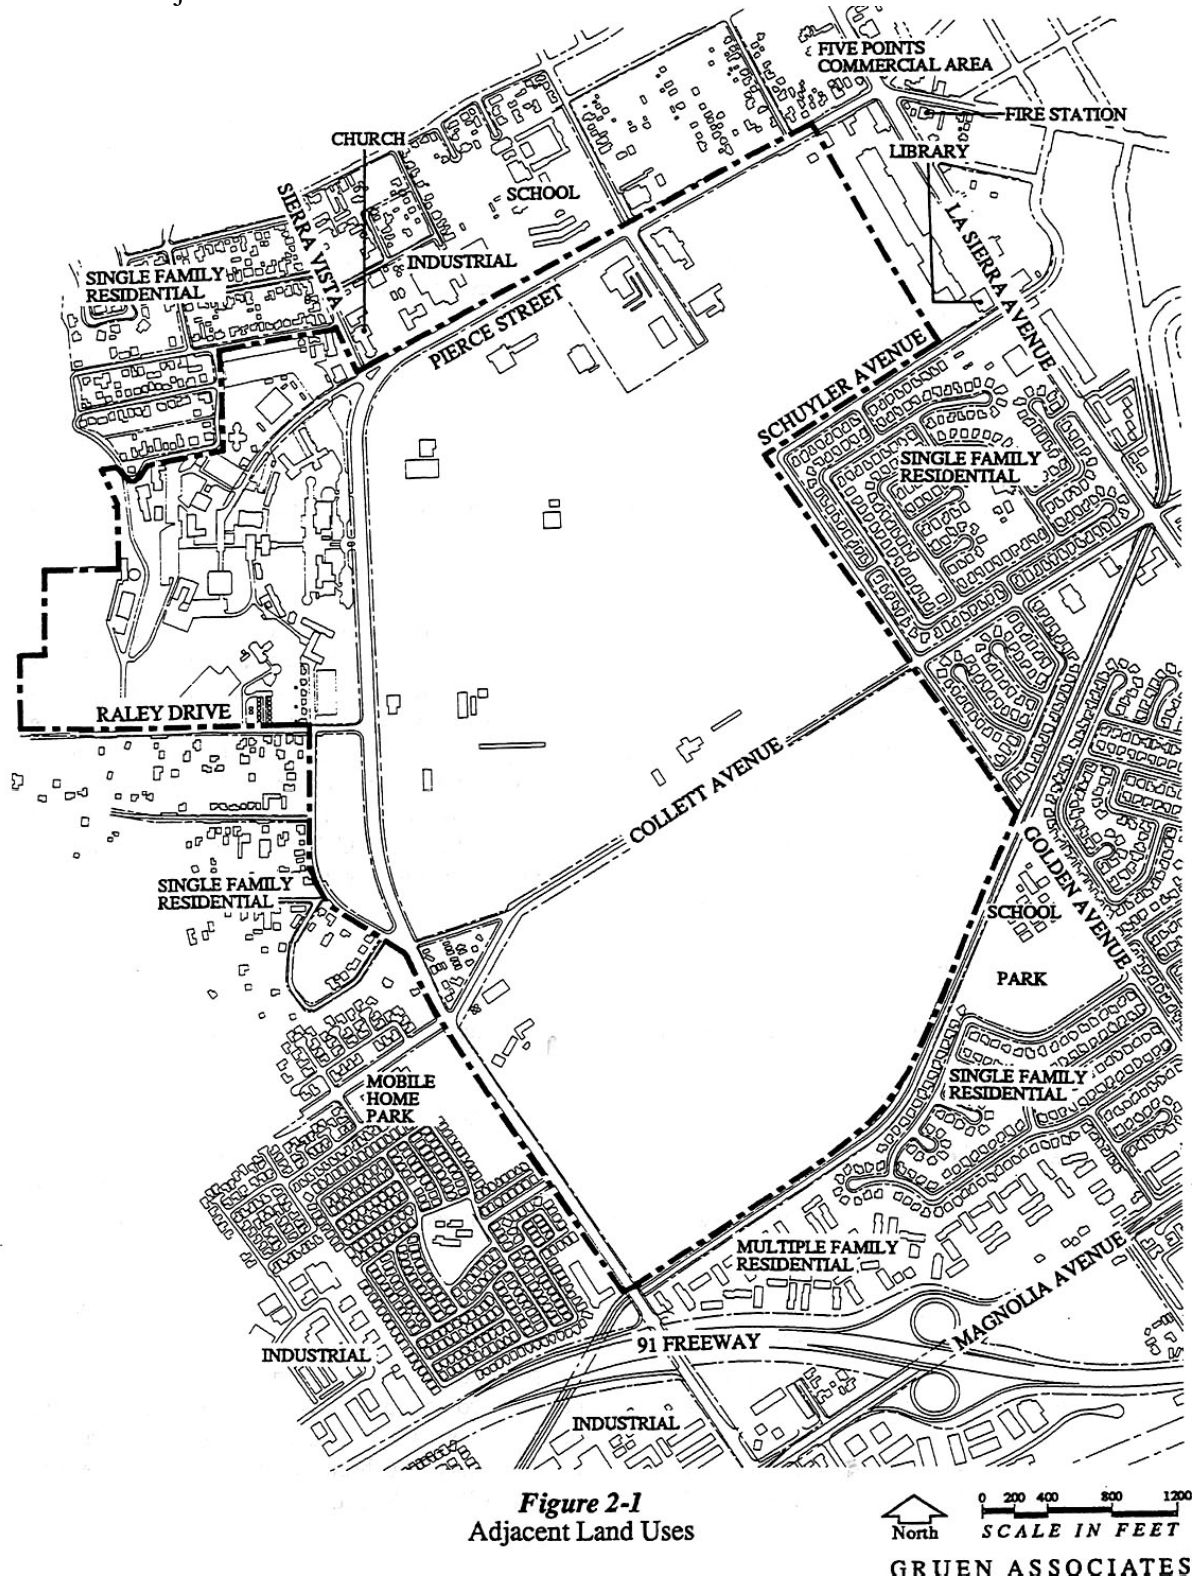 FIVE POINTS
COMMERCIAL AREA
FIRE STATION
CHURCH
LIBRARY
SIERRA VISTA
SCHOOL
LA SIERRA AVENUE
INDUSTRIAL
SINGLE FAMILY
RESIDENTIAL
PIERCE STREET
SCHUYLER AVENUE
SINGLE FAMILY
RESIDENTIAL
RALEY DRIVE
COLLETT AVENUE
GOLDEN AVENUE
SINGLE FAMILY
RESIDENTIAL
SCHOOL
PARK
SINGLE FAMILY
RESIDENTIAL
MOBILE
HOME
PARK
MULTIPLE FAMILY
RESIDENTIAL
MAGNOLIA AVENUE
91 FREEWAY
INDUSTRIAL
INDUSTRIAL
Figure 2-1
Adjacent Land Uses
North
0 200 400 800 1200
SCALE IN FEET
GRUEN ASSOCIATES